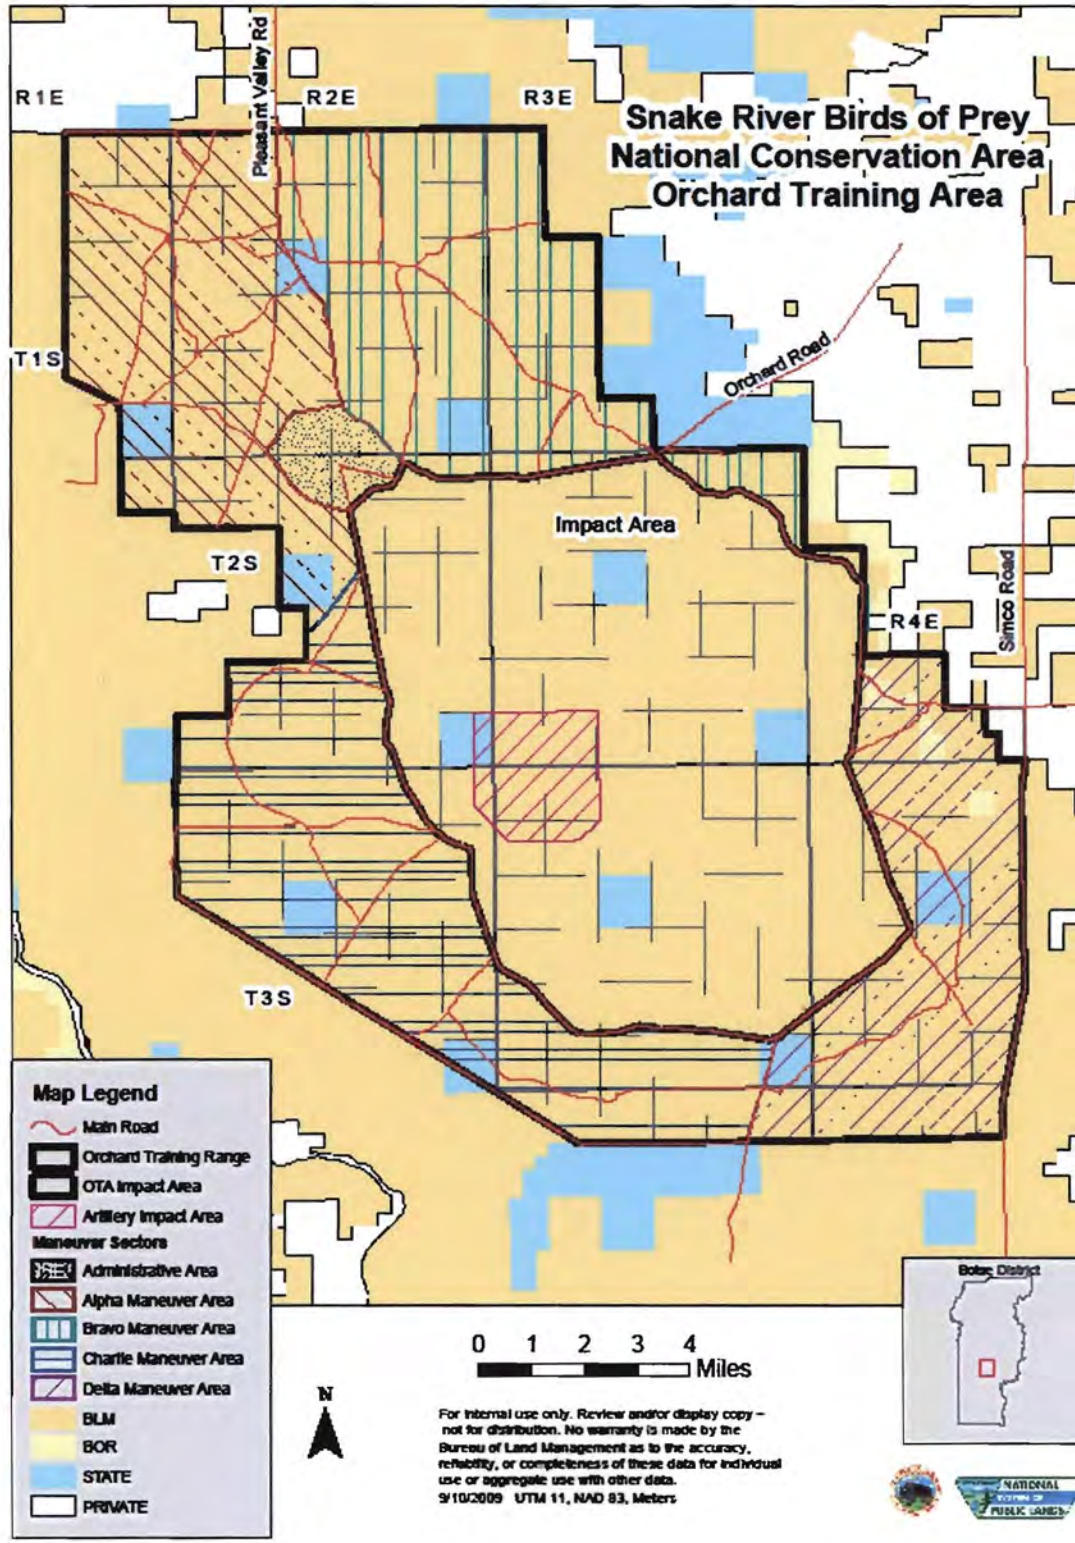 Pleasant Valley Rd
R1E
R2E
R3E
Snake River Birds of Prey
National Conservation Area
Orchard Training Area
T1S
Orchard Road
Impact Area
T2S
Simco Road
R4E
T3S
Map Legend
Main Road
Orchard Training Range
OTA Impact Area
Artillery Impact Area
Maneuver Sectors
Administrative Area
Alpha Maneuver Area
Bravo Maneuver Area
Charlie Maneuver Area
Delta Maneuver Area
BLM
BOR
STATE
PRIVATE
Boise District
0 1 2 3 4
Miles
N
For internal use only. Review and/or display copy –
not for distribution. No warranty is made by the
Bureau of Land Management as to the accuracy,
reliability, or completeness of these data for individual
use or aggregate use with other data.
9/10/2009 UTM 11, NAD 83, Meters
NATIONAL
SYSTEM OF
PUBLIC LANDS